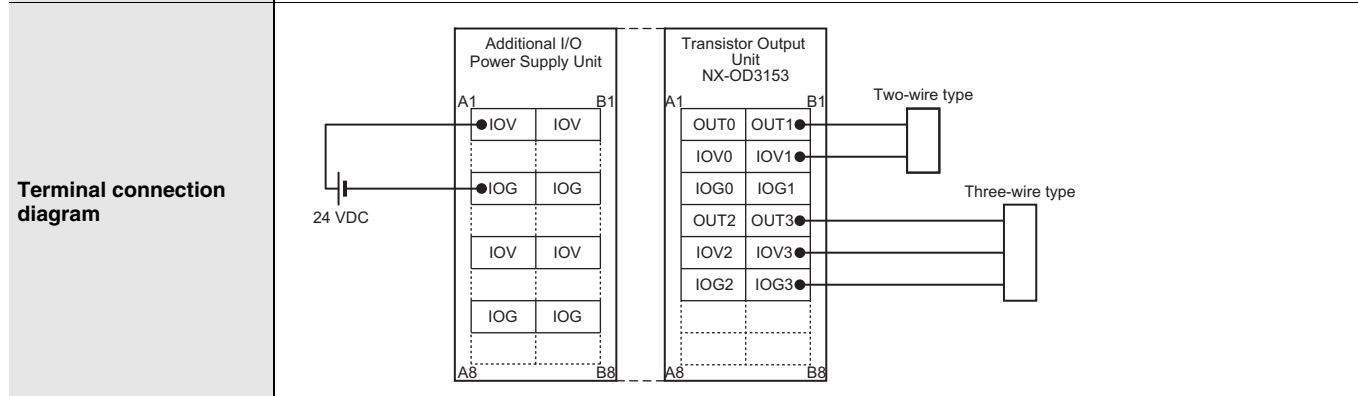 Terminal connection
diagram
Additional I/O
Power Supply Unit
A1 B1
IOV IOV
IOG IOG
IOV IOV
IOG IOG
A8 B8
24 VDC
Transistor Output
Unit
NX-OD3153
A1 B1
OUT0 OUT1
IOV0 IOV1
IOG0 IOG1
OUT2 OUT3
IOV2 IOV3
IOG2 IOG3
A8 B8
Two-wire type
Three-wire type